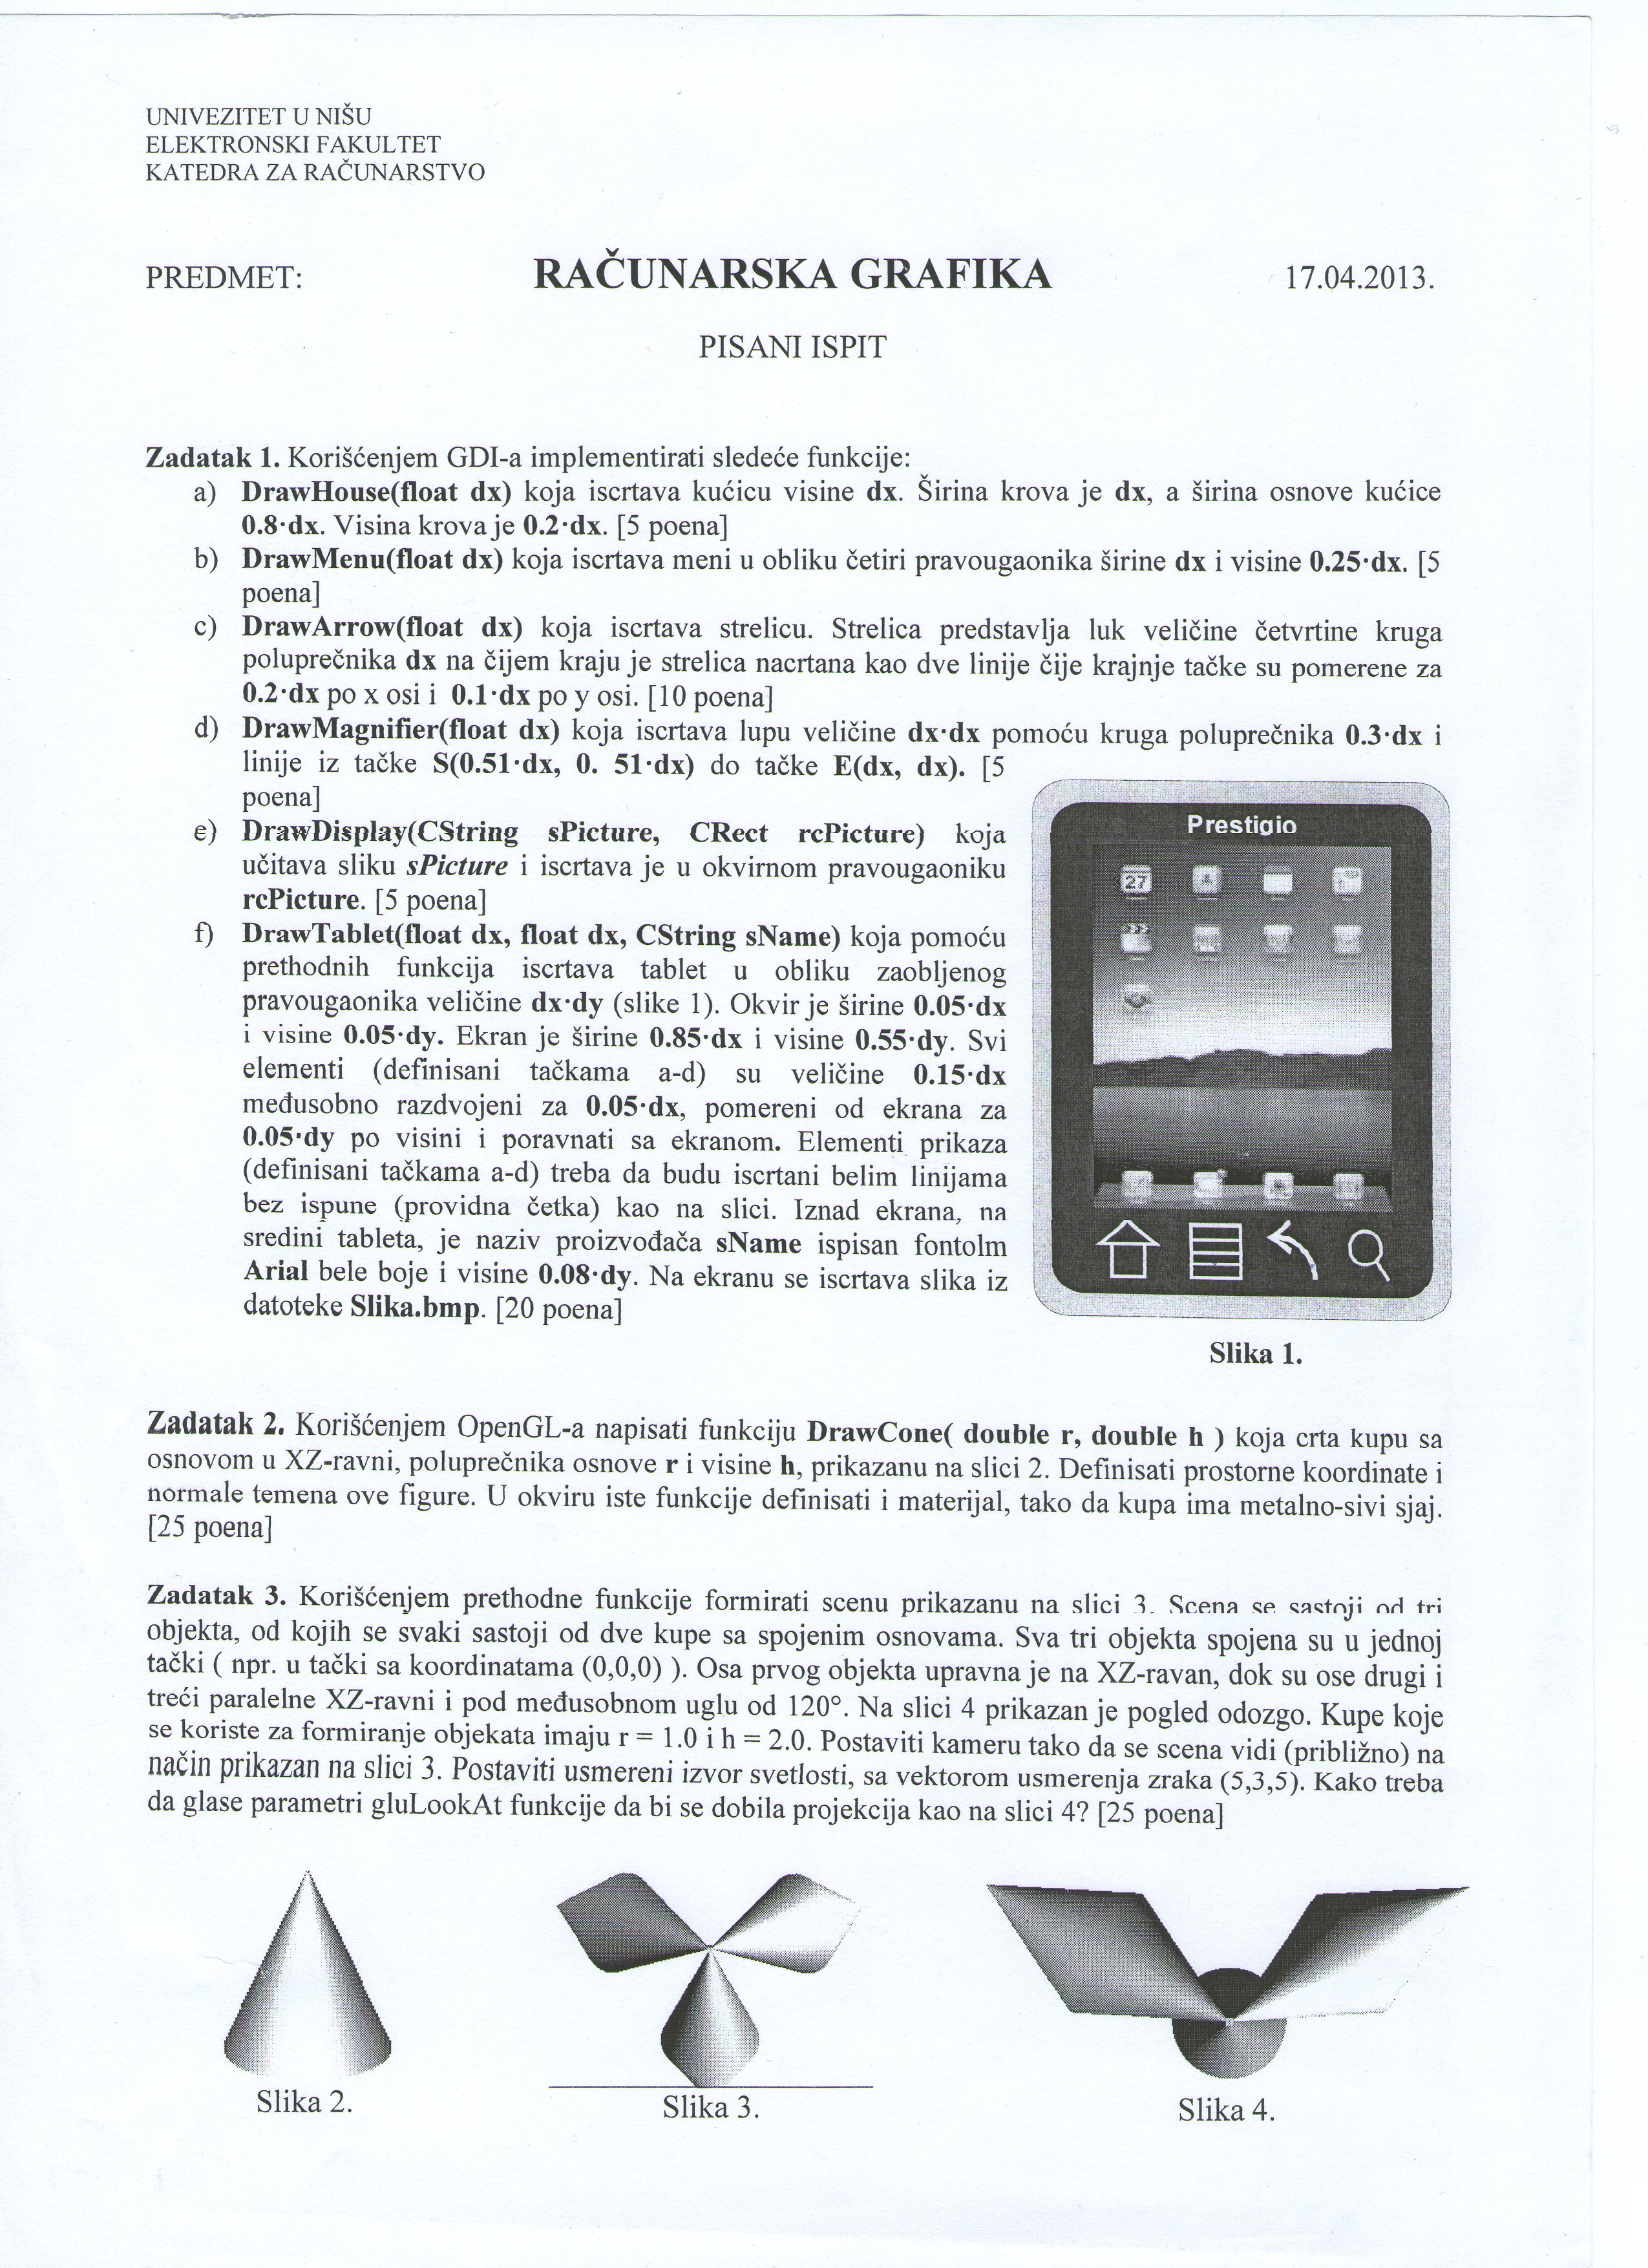 UNIVEZITET U NIŠU
ELEKTRONSKI FAKULTET
KATEDRA ZA RAČUNARSTVO
PREDMET: RAČUNARSKA GRAFIKA 17.04.2013.
PISANI ISPIT
Zadatak 1. Korišćenjem GDI-a implementirati sledeće funkcije:
a) DrawHouse(float dx) koja iscrtava kućicu visine dx. Širina krova je dx, a širina osnove kućice
0.8·dx. Visina krova je 0.2·dx. [5 poena]
b) DrawMenu(float dx) koja iscrtava meni u obliku četiri pravougaonika širine dx i visine 0.25·dx. [5
poena]
c) DrawArrow(float dx) koja iscrtava strelicu. Strelica predstavlja luk veličine četvrtine kruga
poluprečnika dx na čijem kraju je strelica nacrtana kao dve linije čije krajnje tačke su pomerene za
0.2·dx po x osi i 0.1·dx po y osi. [10 poena]
d) DrawMagnifier(float dx) koja iscrtava lupu veličine dx·dx pomoću kruga poluprečnika 0.3·dx i
linije iz tačke S(0.51·dx, 0. 51·dx) do tačke E(dx, dx). [5
poena]
e) DrawDisplay(CString sPicture, CRect rcPicture) koja
učitava sliku sPicture i iscrtava je u okvirnom pravougaoniku
rcPicture. [5 poena]
f) DrawTablet(float dx, float dx, CString sName) koja pomoću
prethodnih funkcija iscrtava tablet u obliku zaobljenog
pravougaonika veličine dx·dy (slike 1). Okvir je širine 0.05·dx
i visine 0.05·dy. Ekran je širine 0.85·dx i visine 0.55·dy. Svi
elementi (definisani tačkama a-d) su veličine 0.15·dx
međusobno razdvojeni za 0.05·dx, pomereni od ekrana za
0.05·dy po visini i poravnati sa ekranom. Elementi prikaza
(definisani tačkama a-d) treba da budu iscrtani belim linijama
bez ispune (providna četka) kao na slici. Iznad ekrana, na
sredini tableta, je naziv proizvođača sName ispisan fontolm
Arial bele boje i visine 0.08·dy. Na ekranu se iscrtava slika iz
datoteke Slika.bmp. [20 poena]
Prestigio
27
Slika 1.
Zadatak 2. Korišćenjem OpenGL-a napisati funkciju DrawCone( double r, double h ) koja crta kupu sa
osnovom u XZ-ravni, poluprečnika osnove r i visine h, prikazanu na slici 2. Definisati prostorne koordinate i
normale temena ove figure. U okviru iste funkcije definisati i materijal, tako da kupa ima metalno-sivi sjaj.
[25 poena]
Zadatak 3. Korišćenjem prethodne funkcije formirati scenu prikazanu na slici 3. Scena se sastoji od tri
objekta, od kojih se svaki sastoji od dve kupe sa spojenim osnovama. Sva tri objekta spojena su u jednoj
tački ( npr. u tački sa koordinatama (0,0,0) ). Osa prvog objekta upravna je na XZ-ravan, dok su ose drugi i
treći paralelne XZ-ravni i pod međusobnom uglu od 120°. Na slici 4 prikazan je pogled odozgo. Kupe koje
se koriste za formiranje objekata imaju r = 1.0 i h = 2.0. Postaviti kameru tako da se scena vidi (približno) na
način prikazan na slici 3. Postaviti usmereni izvor svetlosti, sa vektorom usmerenja zraka (5,3,5). Kako treba
da glase parametri gluLookAt funkcije da bi se dobila projekcija kao na slici 4? [25 poena]
Slika 2.
Slika 3.
Slika 4.